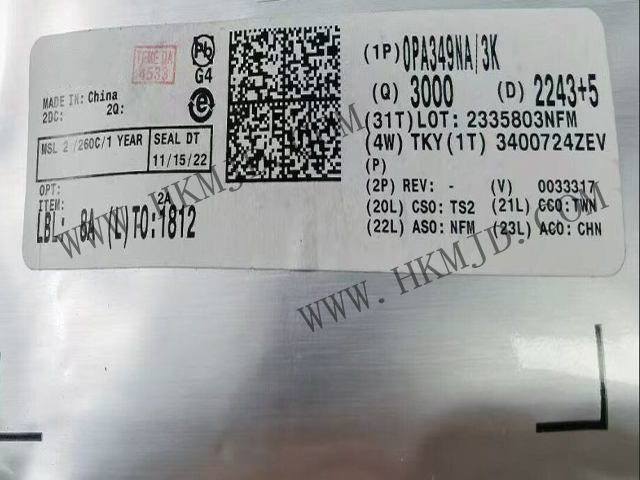 TEMEDA
4533
Pb
G4
e
MADE IN: China
2DC: 2Q:
MSL 2 /260C/1 YEAR
SEAL DT
11/15/22
OPT:
ITEM:
2A
LBL: 8A (L)TO:1812
(1P) OPA349NA/3K
(Q) 3000 (D) 2243+5
(31T)LOT: 2335803NFM
(4W) TKY(1T) 3400724ZEV
(P)
(2P) REV: - (V) 0033317
(20L) CSO: TS2 (21L) CCO:TWN
(22L) ASO: NFM (23L) ACO: CHN
WWW.HKMJD.COM
WWW.HKMJD.COM